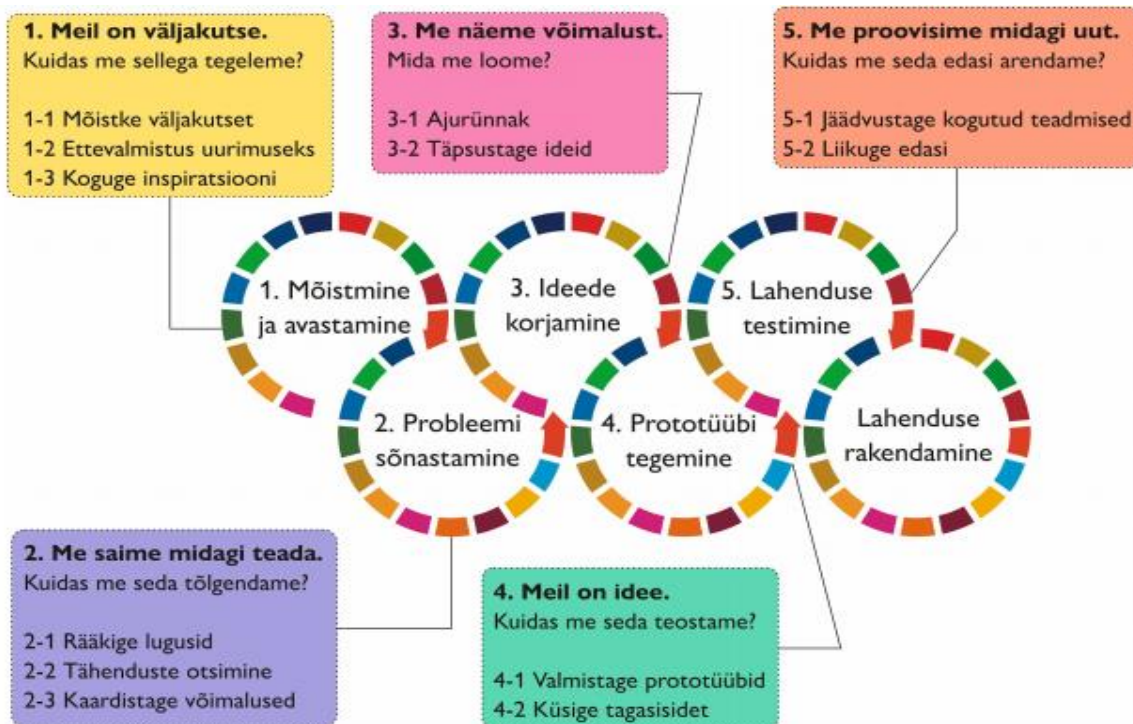 1. Meil on väljakutse.
Kuidas me sellega tegeleme?
1-1 Mõistke väljakutset
1-2 Ettevalmistus uurimuseks
1-3 Koguge inspiratsiooni
3. Me näeme võimalust.
Mida me loome?
3-1 Ajurünnak
3-2 Täpsustage ideid
5. Me proovisime midagi uut.
Kuidas me seda edasi arendame?
5-1 Jäädvustage kogutud teadmised
5-2 Liikuge edasi
1. Mõistmine
ja avastamine
3. Ideede
korjamine
5. Lahenduse
testimine
2. Probleemi
sõnastamine
4. Prototüübi
tegemine
Lahenduse
rakendamine
2. Me saime midagi teada.
Kuidas me seda tõlgendame?
2-1 Rääkige lugusid
2-2 Tähenduste otsimine
2-3 Kaardistage võimalused
4. Meil on idee.
Kuidas me seda teostame?
4-1 Valmistage prototüübid
4-2 Küsige tagasisidet